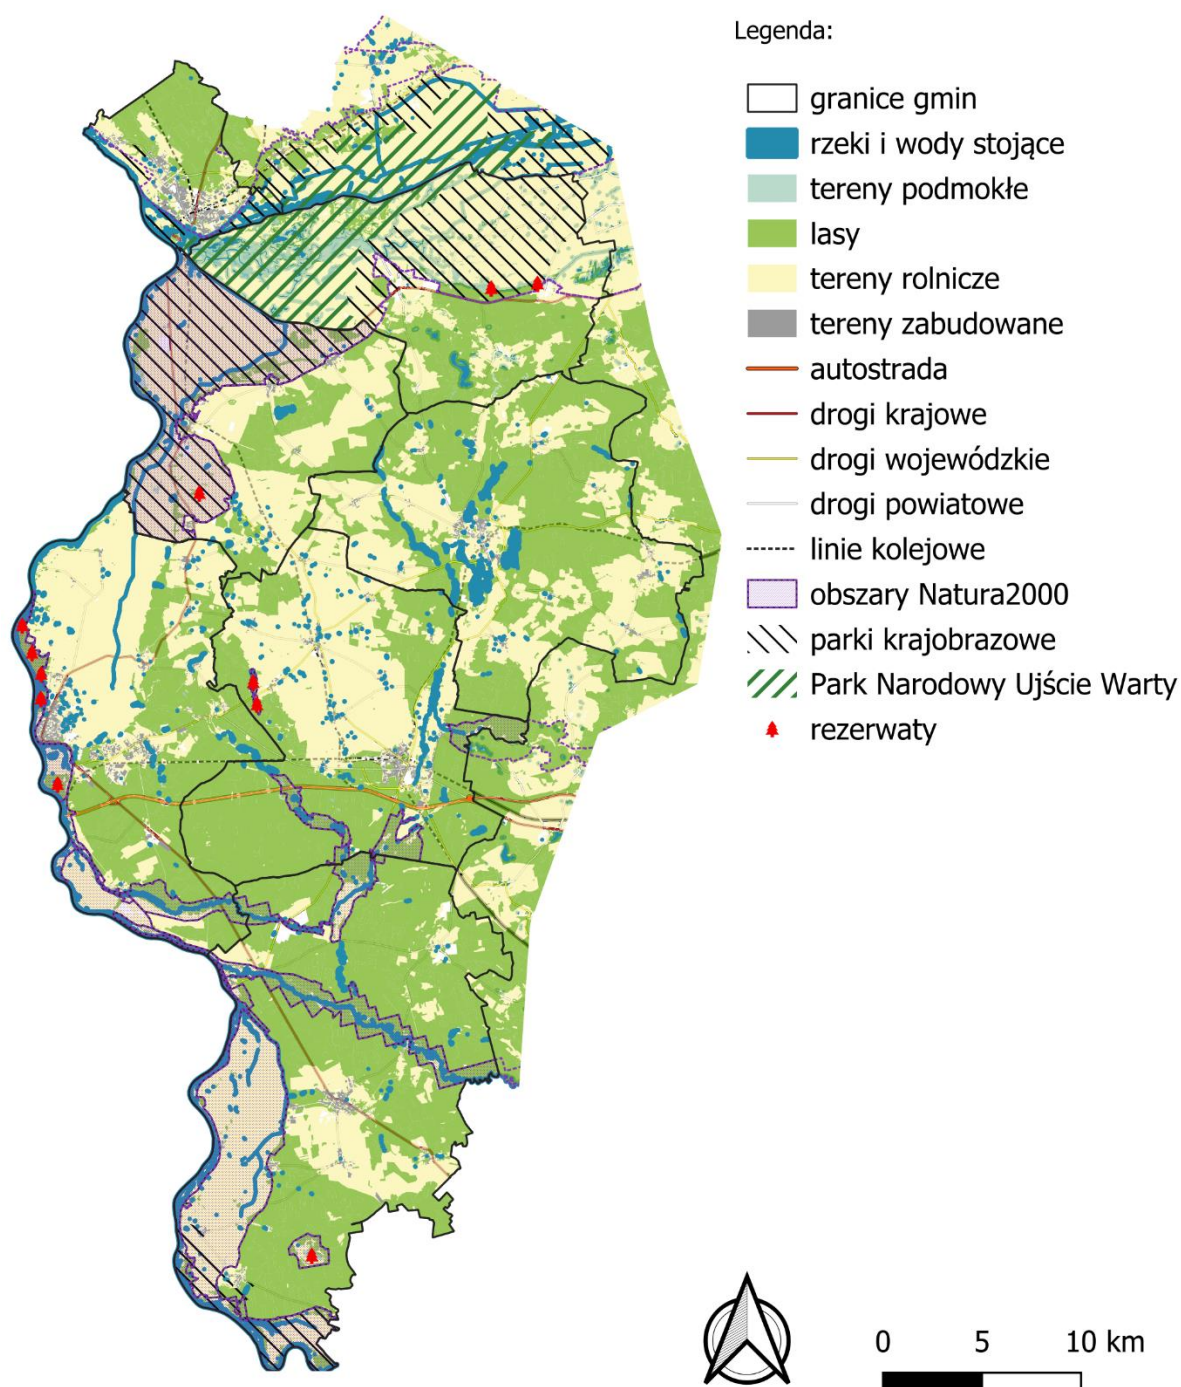 Legenda:
granice gmin
rzeki i wody stojące
tereny podmokłe
lasy
tereny rolnicze
tereny zabudowane
autostrada
drogi krajowe
drogi wojewódzkie
drogi powiatowe
linie kolejowe
obszary Natura2000
parki krajobrazowe
Park Narodowy Ujście Warty
rezerwaty
0 5 10 km